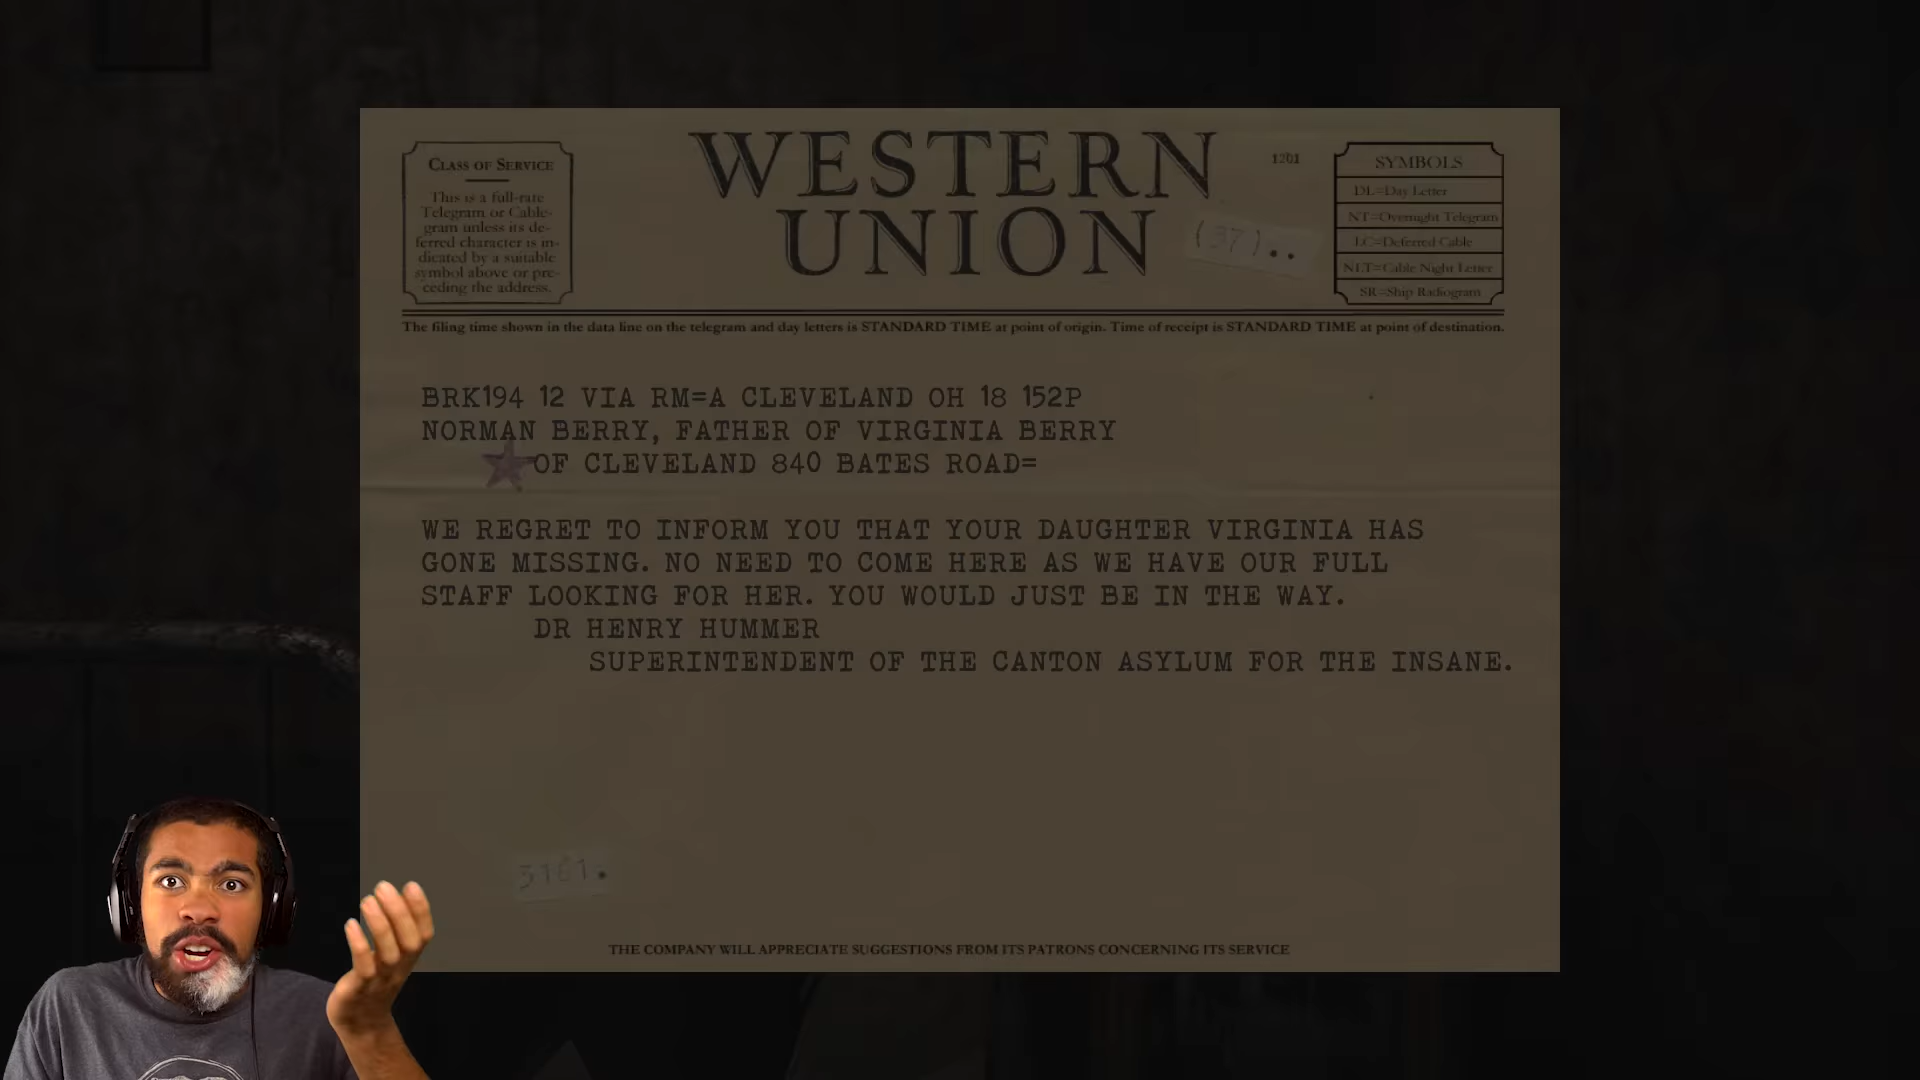 CLASS OF SERVICE
This is a full-rate
Telegram or Cable-
gram unless its de-
ferred character is in-
dicated by a suitable
symbol above or pre-
ceding the address.
WESTERN
UNION
1201
(37)..
SYMBOLS
DL=Day Letter
NT=Overnight Telegram
LC=Deferred Cable
NLT=Cable Night Letter
SR=Ship Radiogram
The filing time shown in the data line on the telegram and day letters is STANDARD TIME at point of origin. Time of receipt is STANDARD TIME at point of destination.
BRK194 12 VIA RM=A CLEVELAND OH 18 152P
NORMAN BERRY, FATHER OF VIRGINIA BERRY
OF CLEVELAND 840 BATES ROAD=
WE REGRET TO INFORM YOU THAT YOUR DAUGHTER VIRGINIA HAS
GONE MISSING. NO NEED TO COME HERE AS WE HAVE OUR FULL
STAFF LOOKING FOR HER. YOU WOULD JUST BE IN THE WAY.
DR HENRY HUMMER
SUPERINTENDENT OF THE CANTON ASYLUM FOR THE INSANE.
3161.
THE COMPANY WILL APPRECIATE SUGGESTIONS FROM ITS PATRONS CONCERNING ITS SERVICE